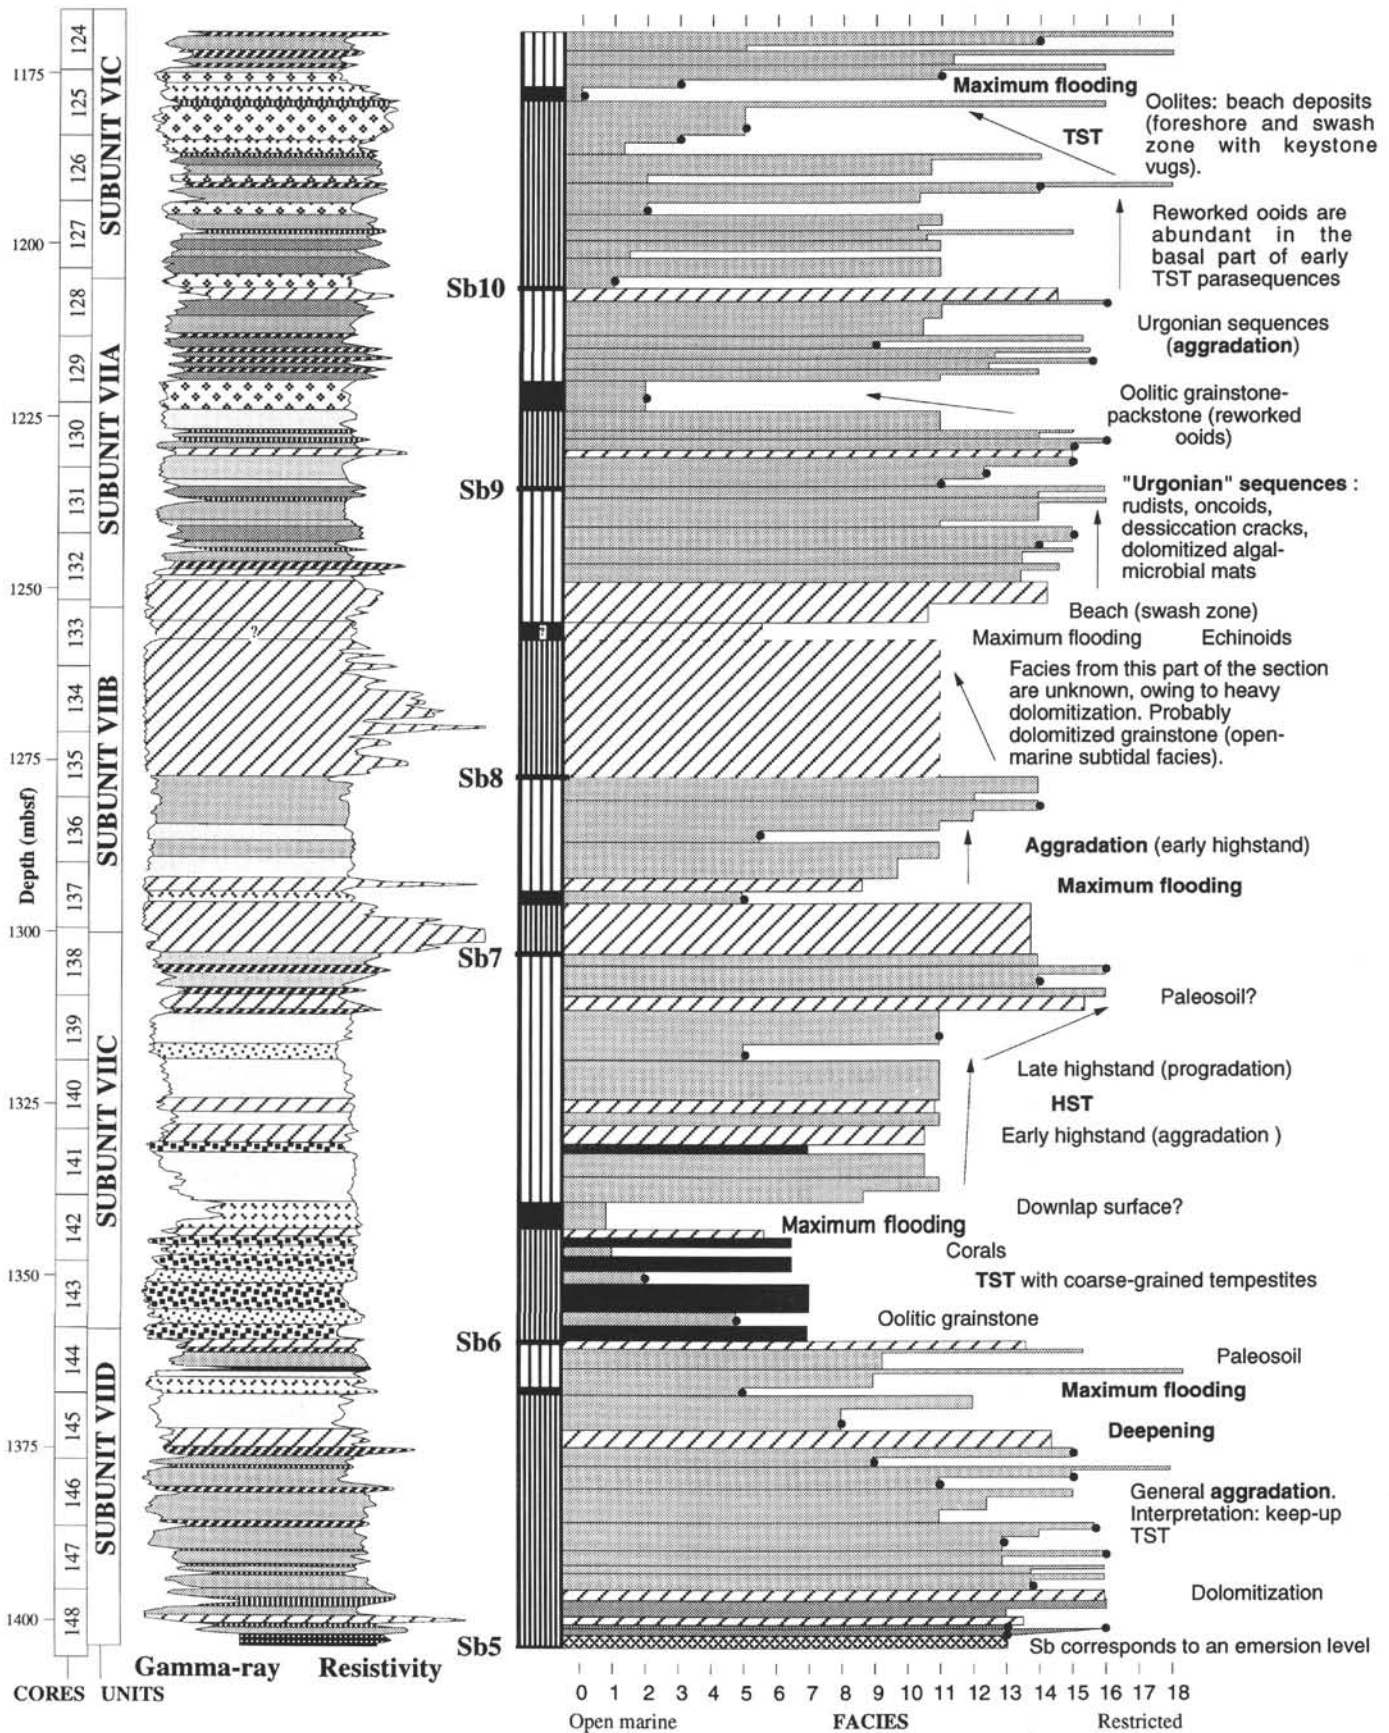 124
125
126
127
128
129
130
131
132
133
134
135
136
137
138
139
140
141
142
143
144
145
146
147
148
1175
1200
1225
1250
1275
1300
1325
1350
1375
1400
Depth (mbsf)
SUBUNIT VIC
SUBUNIT VIIA
SUBUNIT VIIB
SUBUNIT VIIC
SUBUNIT VIID
?
?
Sb10
Sb9
Sb8
Sb7
Sb6
Sb5
Maximum flooding
Oolites: beach deposits
(foreshore and swash
zone with keystone
vugs).
TST
Reworked ooids are
abundant in the
basal part of early
TST parasequences
Urgonian sequences
(aggradation)
Oolitic grainstone-
packstone (reworked
ooids)
"Urgonian" sequences :
rudists, oncoids,
dessiccation cracks,
dolomitized algal-
microbial mats
Beach (swash zone)
Maximum flooding Echinoids
Facies from this part of the section
are unknown, owing to heavy
dolomitization. Probably
dolomitized grainstone (open-
marine subtidal facies).
Aggradation (early highstand)
Maximum flooding
Paleosoil?
Late highstand (progradation)
HST
Early highstand (aggradation )
Downlap surface?
Maximum flooding
Corals
TST with coarse-grained tempestites
Oolitic grainstone
Paleosoil
Maximum flooding
Deepening
General aggradation.
Interpretation: keep-up
TST
Dolomitization
Sb corresponds to an emersion level
Gamma-ray Resistivity
CORES UNITS
0 1 2 3 4 5 6 7 8 9 10 11 12 13 14 15 16 17 18
Open marine FACIES Restricted